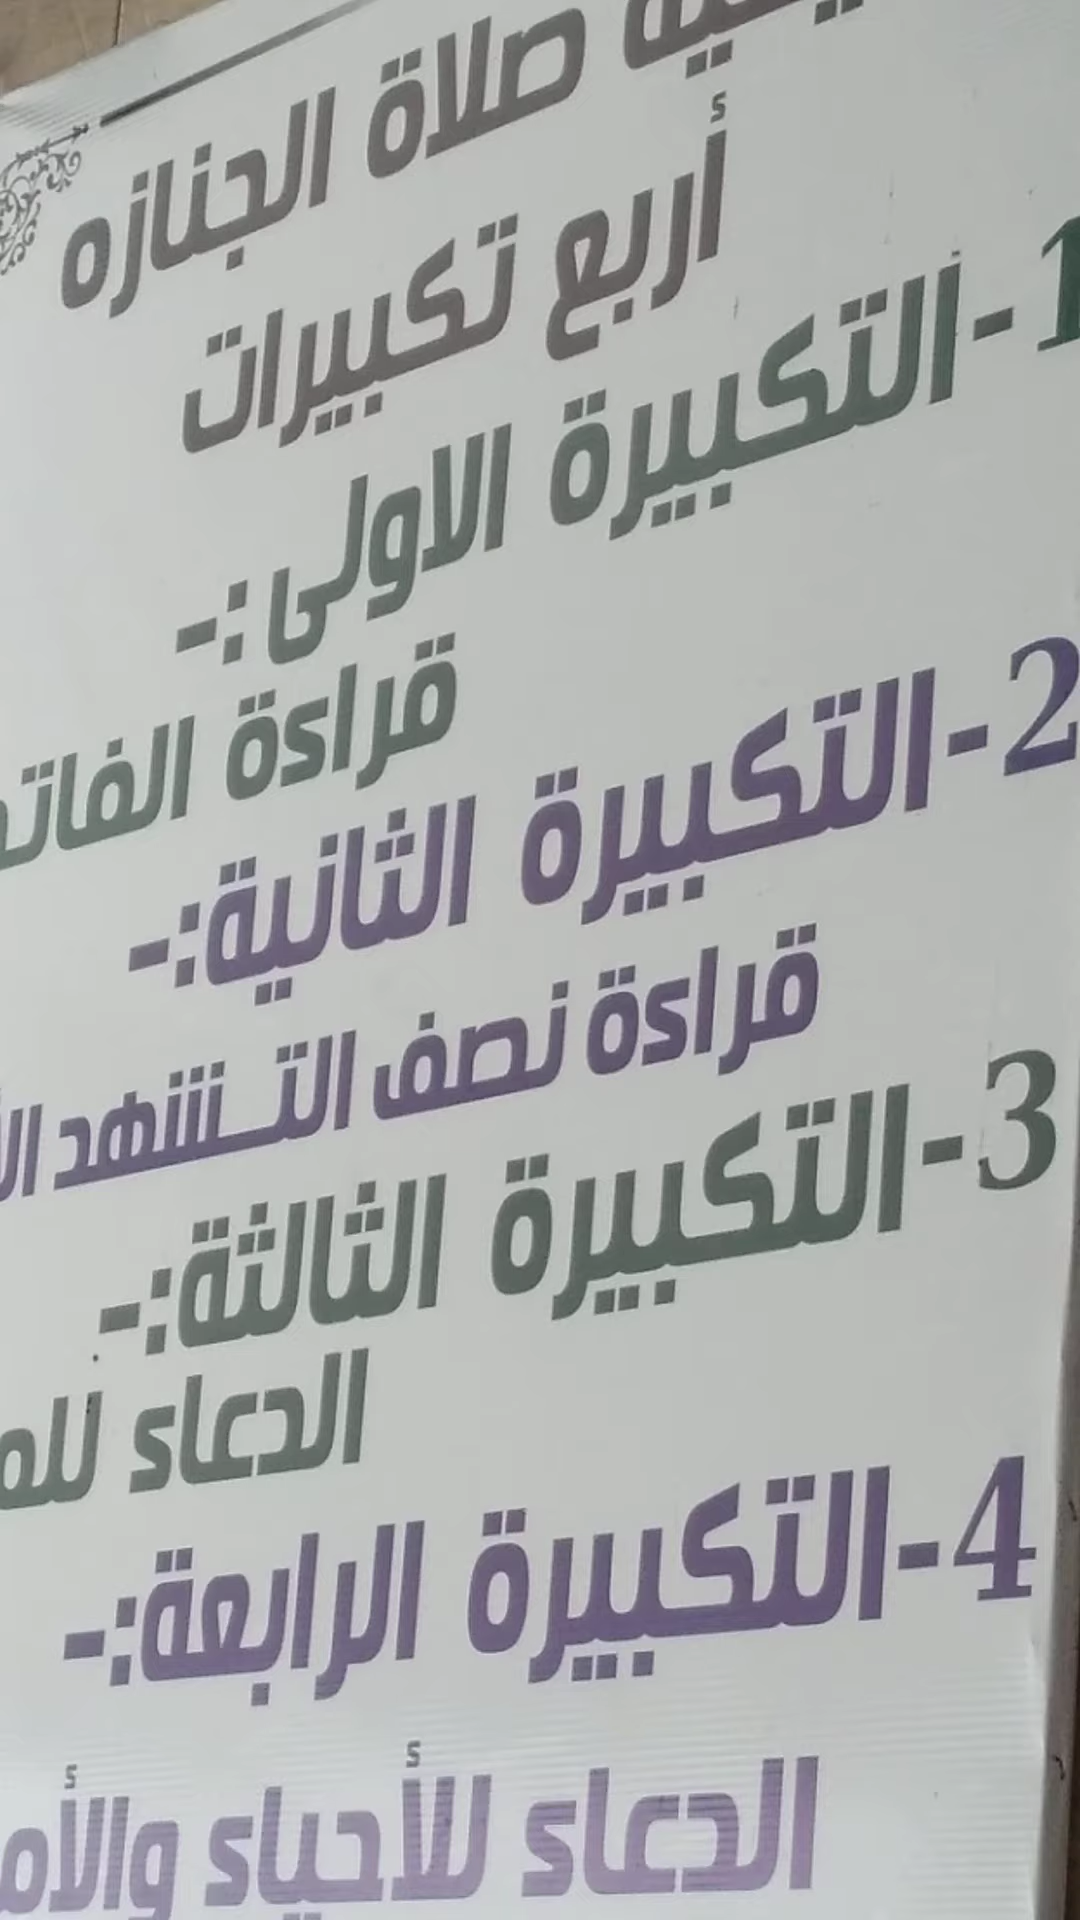 صلاة الجنازه
أربع تكبيرات
1-التكبيرة الاولى:-
قراءة
2-التكبيرة الثانية:-
قراءة نصف التـشهد
3-التكبيرة الثالثة:-
الدعاء
4-التكبيرة الرابعة:-
الدعاء للأحياء